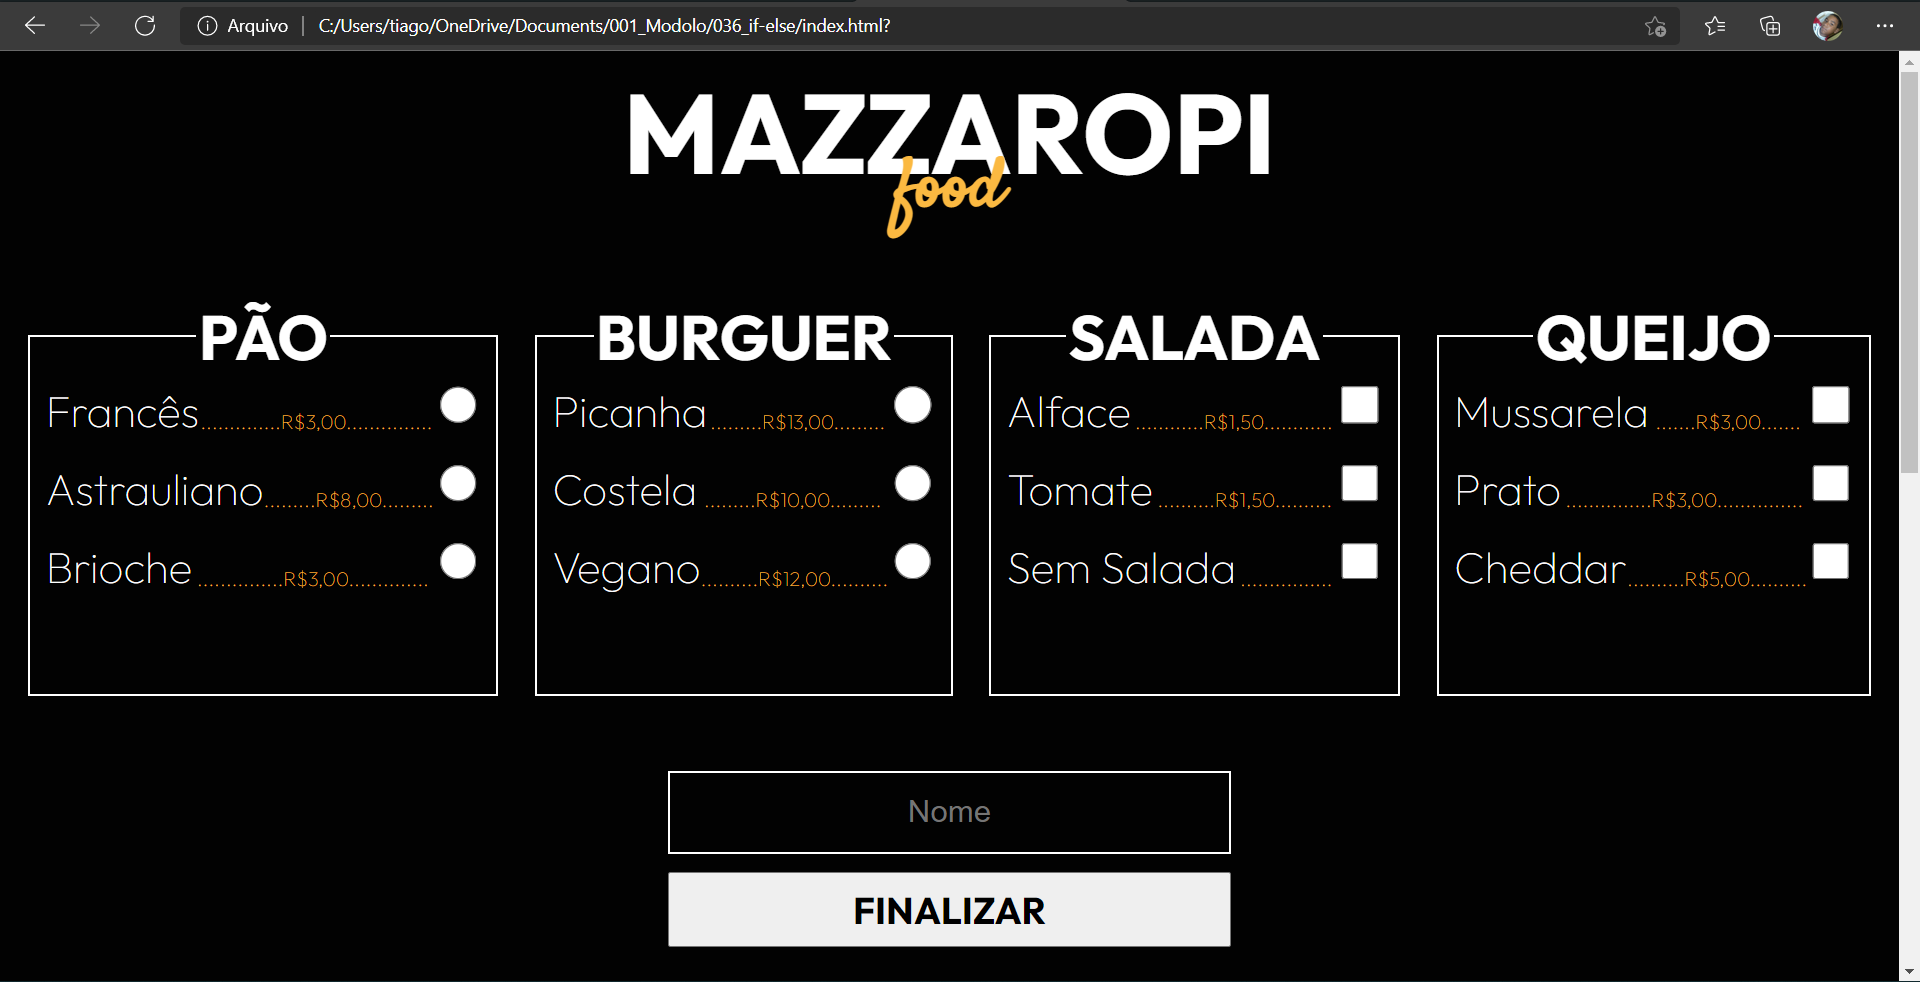 Arquivo | C:/Users/tiago/OneDrive/Documents/001_Modolo/036_if-else/index.html?
MAZZAROPI
food
PÃO
Francês..............R$3,00...............
Astrauliano.........R$8,00.........
Brioche ...............R$3,00..............
BURGUER
Picanha .........R$13,00.........
Costela .........R$10,00.........
Vegano..........R$12,00..........
SALADA
Alface ............R$1,50............
Tomate ..........R$1,50..........
Sem Salada ................
QUEIJO
Mussarela .......R$3,00.......
Prato ...............R$3,00...............
Cheddar..........R$5,00..........
Nome
FINALIZAR